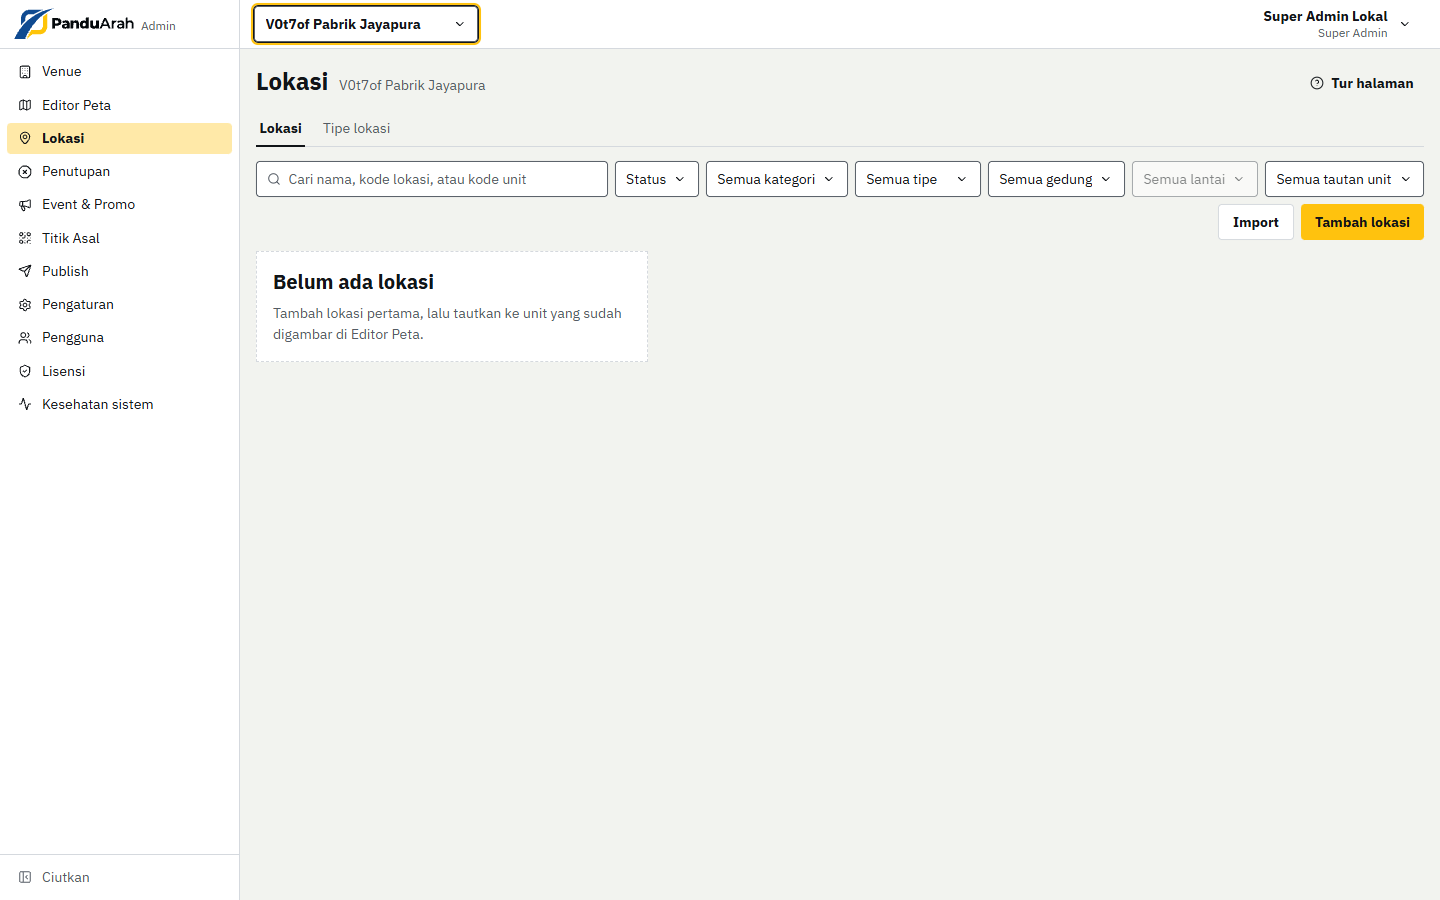 PanduArah Admin
V0t7of Pabrik Jayapura
Super Admin Lokal
Super Admin
Venue
Editor Peta
Lokasi
Penutupan
Event & Promo
Titik Asal
Publish
Pengaturan
Pengguna
Lisensi
Kesehatan sistem
Ciutkan
Lokasi V0t7of Pabrik Jayapura
Tur halaman
Lokasi Tipe lokasi
Cari nama, kode lokasi, atau kode unit Status Semua kategori Semua tipe Semua gedung Semua lantai Semua tautan unit
Import Tambah lokasi
Belum ada lokasi
Tambah lokasi pertama, lalu tautkan ke unit yang sudah
digambar di Editor Peta.